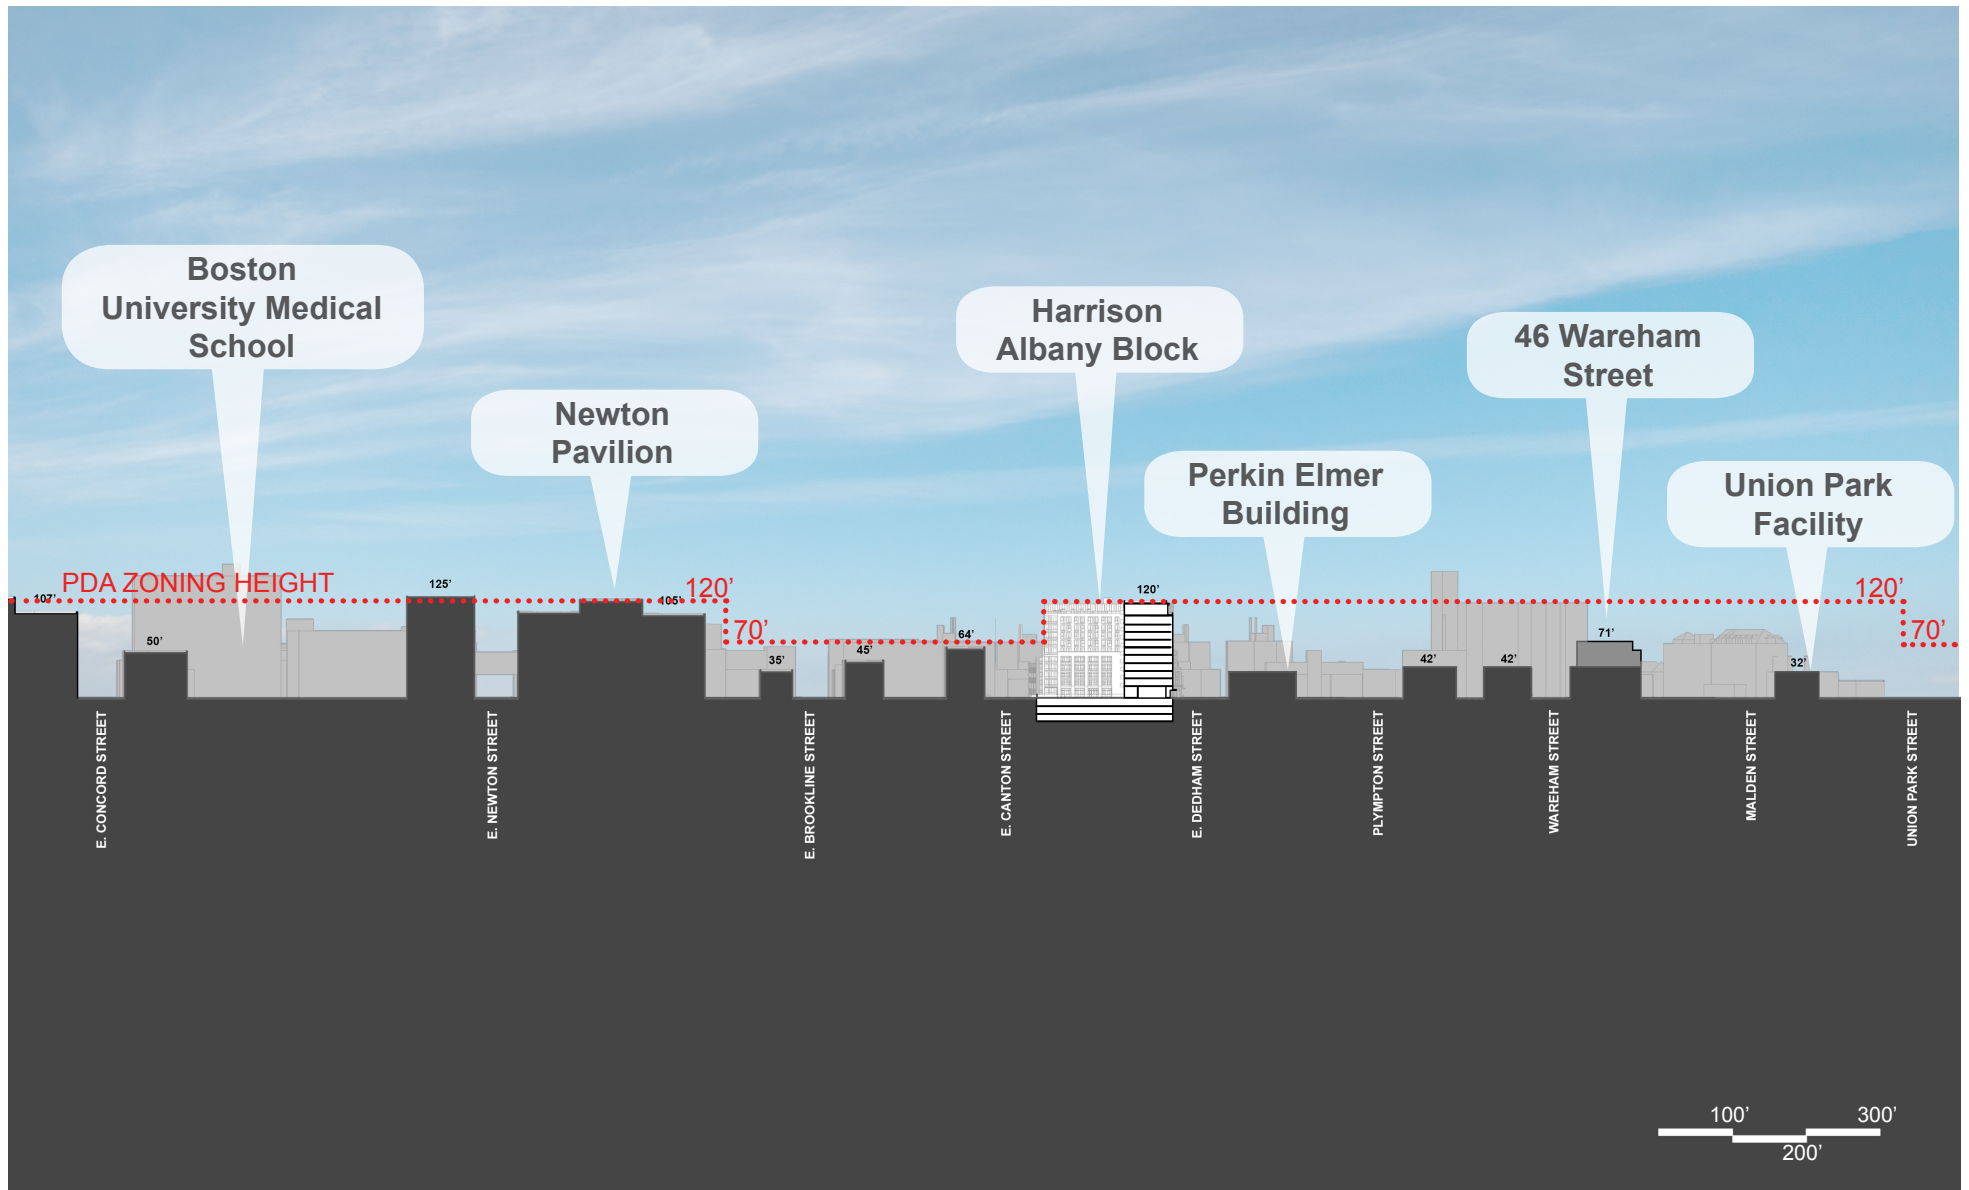 Boston
University Medical
School
Newton
Pavilion
Harrison
Albany Block
Perkin Elmer
Building
46 Wareham
Street
Union Park
Facility
PDA ZONING HEIGHT
107’
50’
125’
105’
120’
70’
35’
45’
64’
120’
42’
42’
71’
32’
120’
70’
E. CONCORD STREET
E. NEWTON STREET
E. BROOKLINE STREET
E. CANTON STREET
E. DEDHAM STREET
PLYMPTON STREET
WAREHAM STREET
MALDEN STREET
UNION PARK STREET
100’
200’
300’